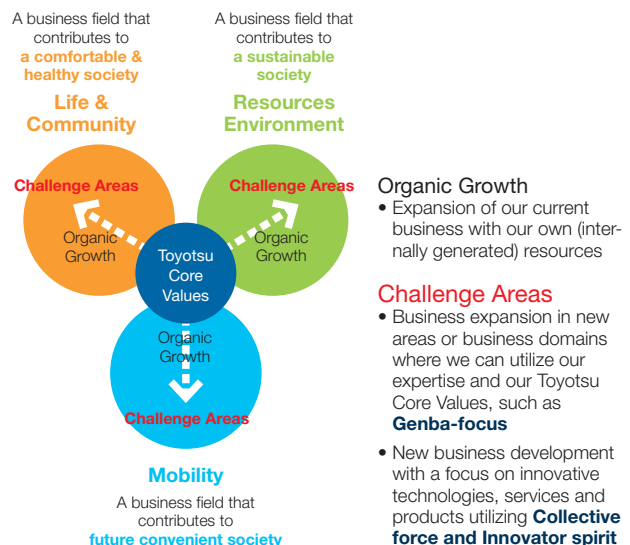 A business field that
contributes to
a comfortable &
healthy society
Life &
Community
A business field that
contributes to
a sustainable
society
Resources
Environment
Challenge Areas
Organic
Growth
Challenge Areas
Organic
Growth
Toyotsu
Core
Values
Organic
Growth
Challenge Areas
Mobility
A business field that
contributes to
future convenient society
Organic Growth
• Expansion of our current
business with our own (inter-
nally generated) resources
Challenge Areas
• Business expansion in new
areas or business domains
where we can utilize our
expertise and our Toyotsu
Core Values, such as
Genba-focus
• New business development
with a focus on innovative
technologies, services and
products utilizing Collective
force and Innovator spirit